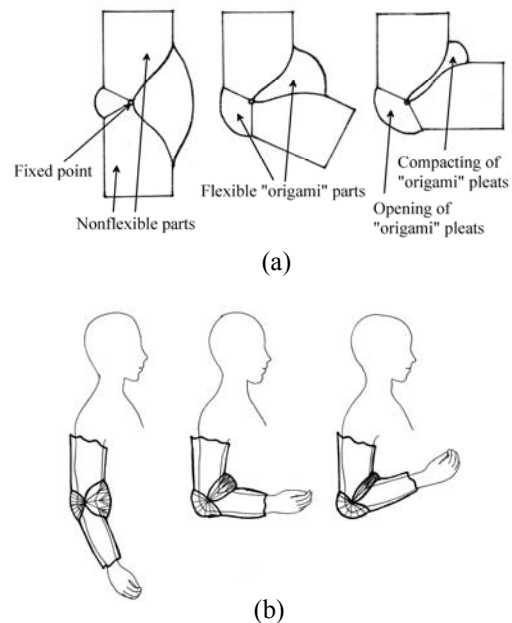 Fixed point
Nonflexible parts
Flexible "origami" parts
Compacting of
"origami" pleats
Opening of
"origami" pleats
(a)
(b)